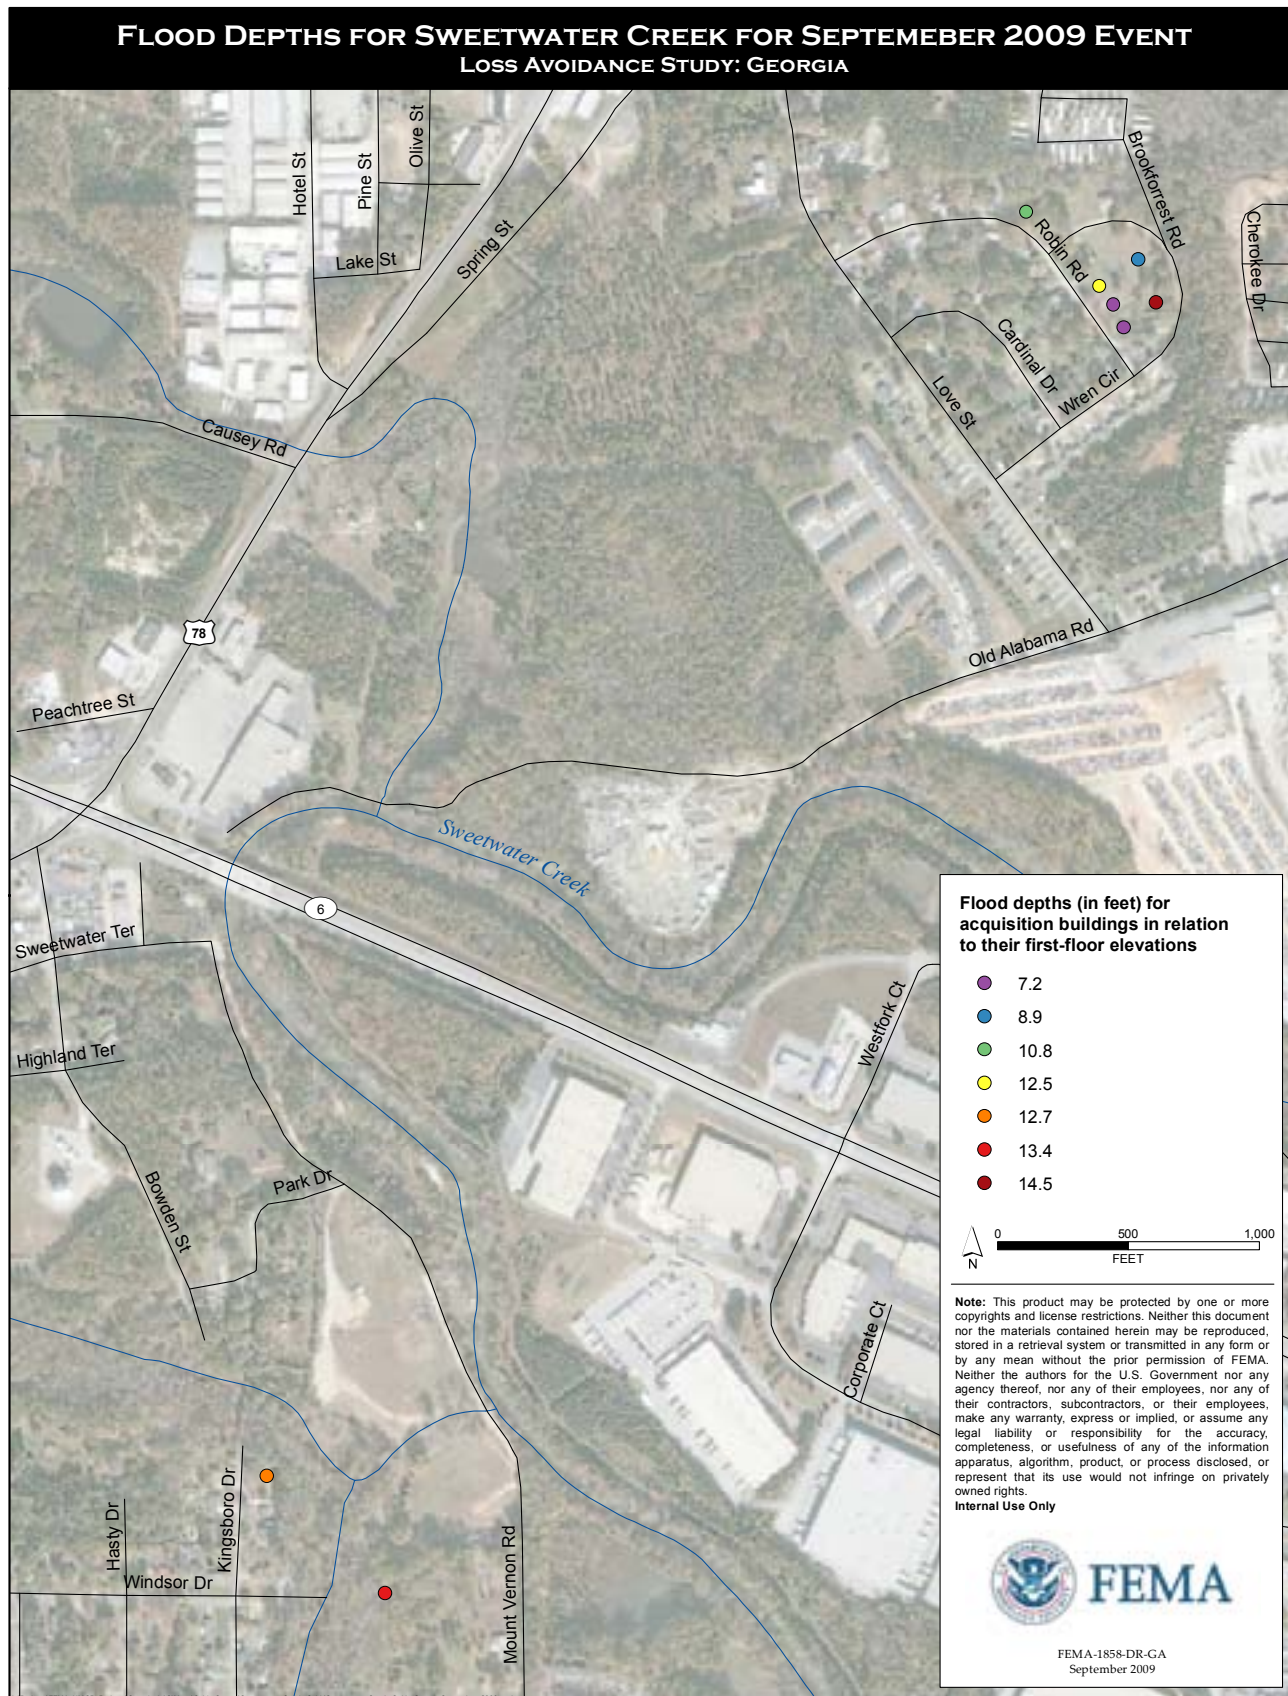 FLOOD DEPTHS FOR SWEETWATER CREEK FOR SEPTEMEBER 2009 EVENT
LOSS AVOIDANCE STUDY: GEORGIA
Hotel St
Pine St
Olive St
Lake St
Spring St
Brookforrest Rd
Cherokee Dr
Robin Rd
Cardinal Dr
Wren Cir
Love St
Causey Rd
78
Old Alabama Rd
Peachtree St
Sweetwater Creek
6
Sweetwater Ter
Highland Ter
Westfork Ct
Bowden St
Park Dr
Corporate Ct
Hasty Dr
Kingsboro Dr
Windsor Dr
Mount Vernon Rd
Flood depths (in feet) for
acquisition buildings in relation
to their first-floor elevations
7.2
8.9
10.8
12.5
12.7
13.4
14.5
N
0 500 1,000
FEET
Note: This product may be protected by one or more
copyrights and license restrictions. Neither this document
nor the materials contained herein may be reproduced,
stored in a retrieval system or transmitted in any form or
by any mean without the prior permission of FEMA.
Neither the authors for the U.S. Government nor any
agency thereof, nor any of their employees, nor any of
their contractors, subcontractors, or their employees,
make any warranty, express or implied, or assume any
legal liability or responsibility for the accuracy,
completeness, or usefulness of any of the information
apparatus, algorithm, product, or process disclosed, or
represent that its use would not infringe on privately
owned rights.
Internal Use Only
FEMA
FEMA-1858-DR-GA
September 2009